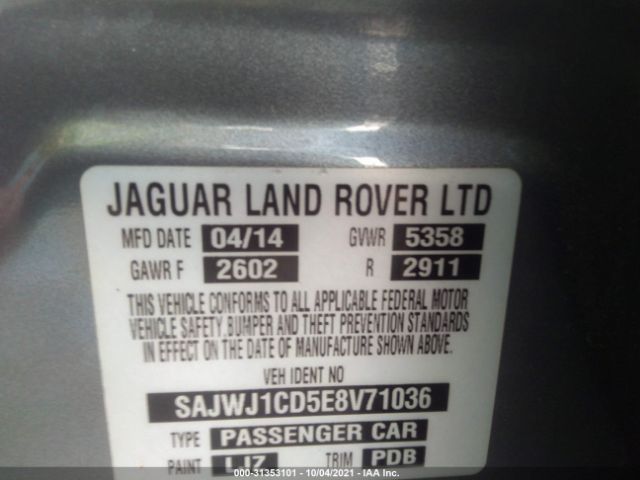 JAGUAR LAND ROVER LTD
MFD DATE 04/14 GVWR 5358
GAWR F 2602 R 2911
THIS VEHICLE CONFORMS TO ALL APPLICABLE FEDERAL MOTOR
VEHICLE SAFETY, BUMPER AND THEFT PREVENTION STANDARDS
IN EFFECT ON THE DATE OF MANUFACTURE SHOWN ABOVE.
VEH IDENT NO
SAJWJ1CD5E8V71036
TYPE PASSENGER CAR
PAINT LJZ TRIM PDB
000-31353101 - 10/04/2021 - IAA Inc.